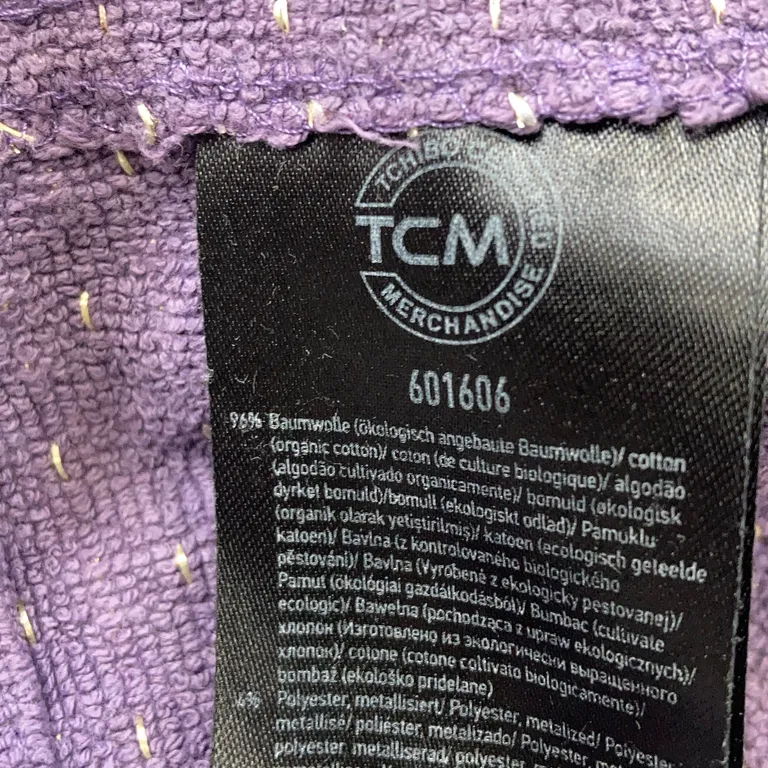 TCHIBO
TCM
MERCHANDISE
601606
96% Baumwolle (ökologisch angebaute Baumwolle)/ cotton
(organic cotton)/ coton (de culture biologique)/ algodão
(algodão cultivado organicamente)/ bomuld (økologisk
dyrket bomuld)/bomull (ekologiskt odlad)/ Pamuklu
(organik olarak yetiştirilmiş)/ katoen (ecologisch geteelde
katoen)/ Bavlna (z kontrolovaného biologického
pěstování)/ Bavlna (Vyrobené z ekologicky pestovanej)/
Pamut (ökológiai gazdálkodásból)/ Bumbac (cultivate
ecologic)/ Bawełna (pochodząca z upraw ekologicznych)/
хлопок (Изготовлено из экологически выращенного
хлопок)/ cotone (cotone coltivato biologicamente)/
bombaž (ekološko pridelane)
4% Polyester, metallisiert/ Polyester, metalized/ Polyester,
métallisé/ poliester, metalizado/ Polyester,
polyester metalliserad/ polyester,